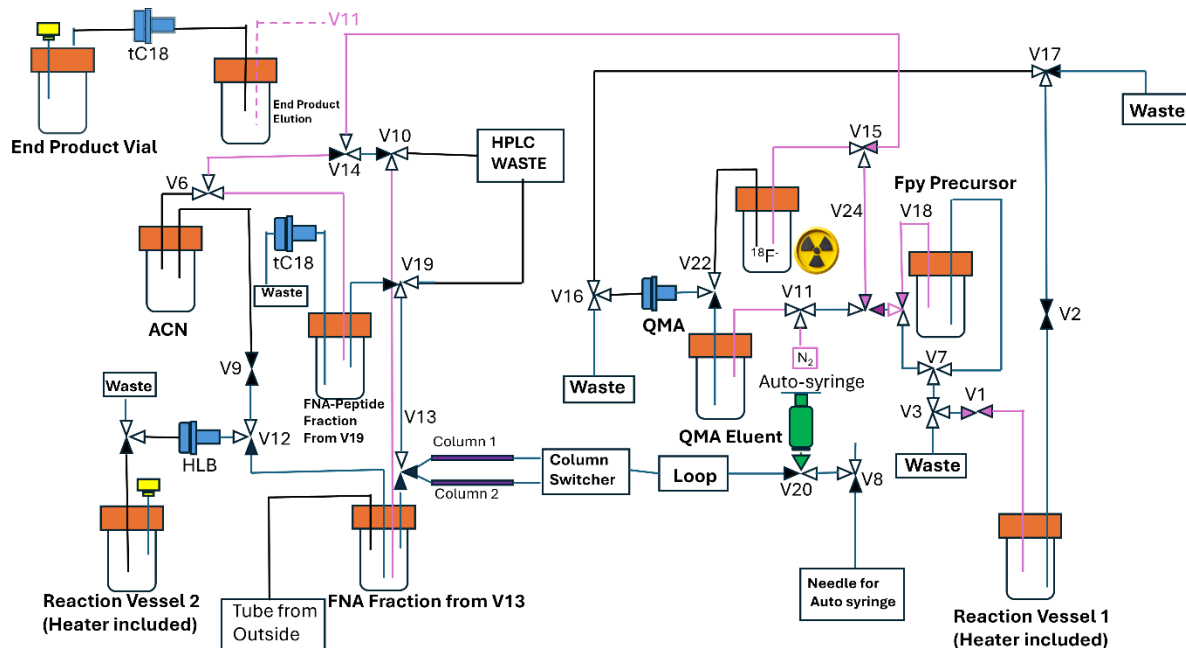 V11
tC18
End Product
Elution
End Product Vial
V17
Waste
V10
HPLC
WASTE
V15
V14
V6
Fpy Precursor
V24
V18
18F-
tC18
Waste
V22
V19
V16
V11
QMA
ACN
N2
V2
V7
Auto-syringe
V9
Waste
V1
V3
FNA-Peptide
Fraction
From V19
Waste
V13
QMA Eluent
V12
Column 1
HLB
Column
Switcher
Loop
Waste
Column 2
V20
V8
Needle for
Auto syringe
Reaction Vessel 2
(Heater included)
FNA Fraction from V13
Tube from
Outside
Reaction Vessel 1
(Heater included)